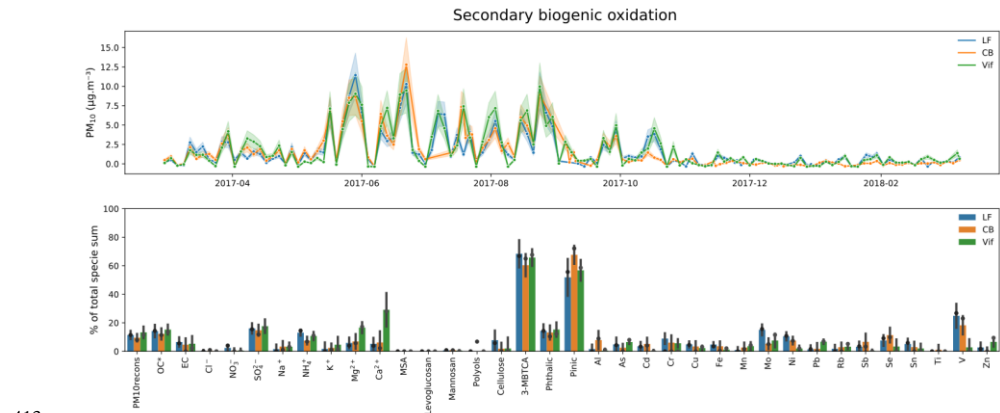 Secondary biogenic oxidation
PM₁₀ (µg.m⁻³)
15.0
12.5
10.0
7.5
5.0
2.5
0.0
LF
CB
Vif
2017-04 2017-06 2017-08 2017-10 2017-12 2018-02
% of total specie sum
100
80
60
40
20
0
LF
CB
Vif
PM10recons OC* EC Cl⁻ NO₃⁻ SO₄²⁻ Na⁺ NH₄⁺ K⁺ Mg²⁺ Ca²⁺ MSA Levoglucosan Mannosan Polyols Cellulose 3-MBTCA Phthalic Pinic Al As Cd Cr Cu Fe Mn Mo Ni Pb Rb Sb Se Sn Ti V Zn